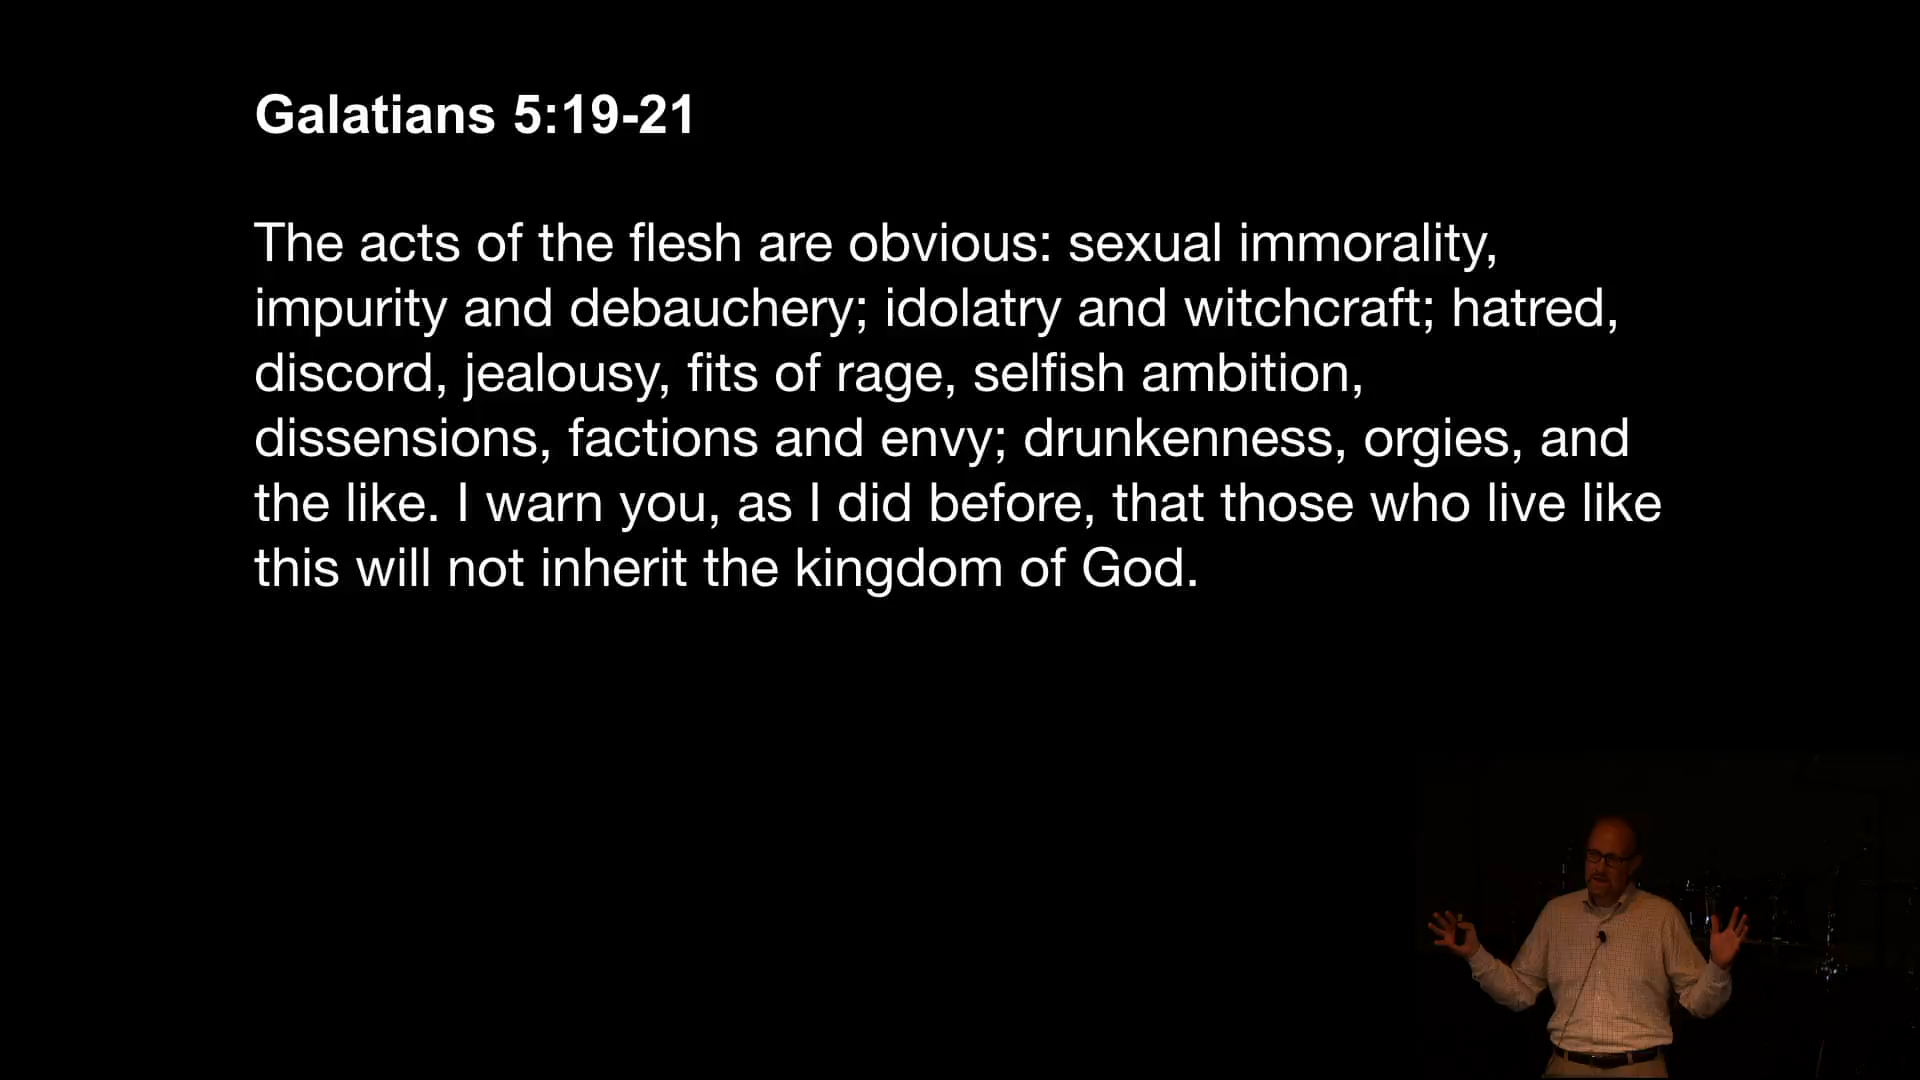 Galatians 5:19-21
The acts of the flesh are obvious: sexual immorality,
impurity and debauchery; idolatry and witchcraft; hatred,
discord, jealousy, fits of rage, selfish ambition,
dissensions, factions and envy; drunkenness, orgies, and
the like. I warn you, as I did before, that those who live like
this will not inherit the kingdom of God.